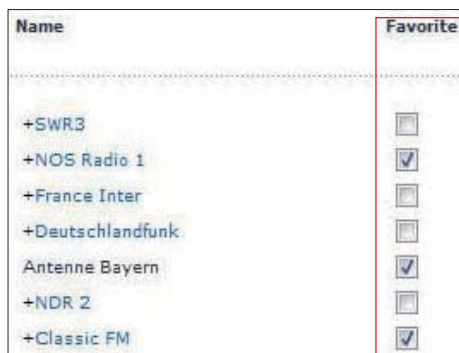 Name Favorite
+SWR3
+NOS Radio 1
+France Inter
+Deutschlandfunk
Antenne Bayern
+NDR 2
+Classic FM